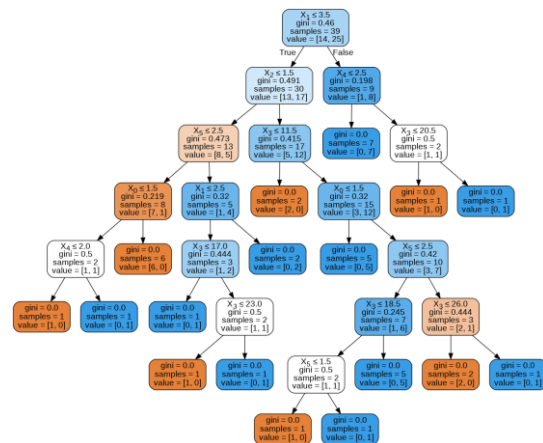 X₁ ≤ 3.5
gini = 0.46
samples = 39
value = [14, 25]
True
False
X₂ ≤ 1.5
gini = 0.491
samples = 30
value = [13, 17]
X₄ ≤ 2.5
gini = 0.198
samples = 9
value = [1, 8]
X₅ ≤ 2.5
gini = 0.473
samples = 13
value = [8, 5]
X₃ ≤ 11.5
gini = 0.415
samples = 17
value = [5, 12]
gini = 0.0
samples = 7
value = [0, 7]
X₃ ≤ 20.5
gini = 0.5
samples = 2
value = [1, 1]
X₀ ≤ 1.5
gini = 0.219
samples = 8
value = [7, 1]
X₁ ≤ 2.5
gini = 0.32
samples = 5
value = [1, 4]
gini = 0.0
samples = 2
value = [2, 0]
X₀ ≤ 1.5
gini = 0.32
samples = 15
value = [3, 12]
gini = 0.0
samples = 1
value = [1, 0]
gini = 0.0
samples = 1
value = [0, 1]
X₄ ≤ 2.0
gini = 0.5
samples = 2
value = [1, 1]
gini = 0.0
samples = 6
value = [6, 0]
X₃ ≤ 17.0
gini = 0.444
samples = 3
value = [1, 2]
gini = 0.0
samples = 2
value = [0, 2]
gini = 0.0
samples = 5
value = [0, 5]
X₅ ≤ 2.5
gini = 0.42
samples = 10
value = [3, 7]
gini = 0.0
samples = 1
value = [1, 0]
gini = 0.0
samples = 1
value = [0, 1]
gini = 0.0
samples = 1
value = [0, 1]
X₃ ≤ 23.0
gini = 0.5
samples = 2
value = [1, 1]
X₃ ≤ 18.5
gini = 0.245
samples = 7
value = [1, 6]
X₃ ≤ 26.0
gini = 0.444
samples = 3
value = [2, 1]
gini = 0.0
samples = 1
value = [1, 0]
gini = 0.0
samples = 1
value = [0, 1]
X₅ ≤ 1.5
gini = 0.5
samples = 2
value = [1, 1]
gini = 0.0
samples = 5
value = [0, 5]
gini = 0.0
samples = 2
value = [2, 0]
gini = 0.0
samples = 1
value = [0, 1]
gini = 0.0
samples = 1
value = [1, 0]
gini = 0.0
samples = 1
value = [0, 1]